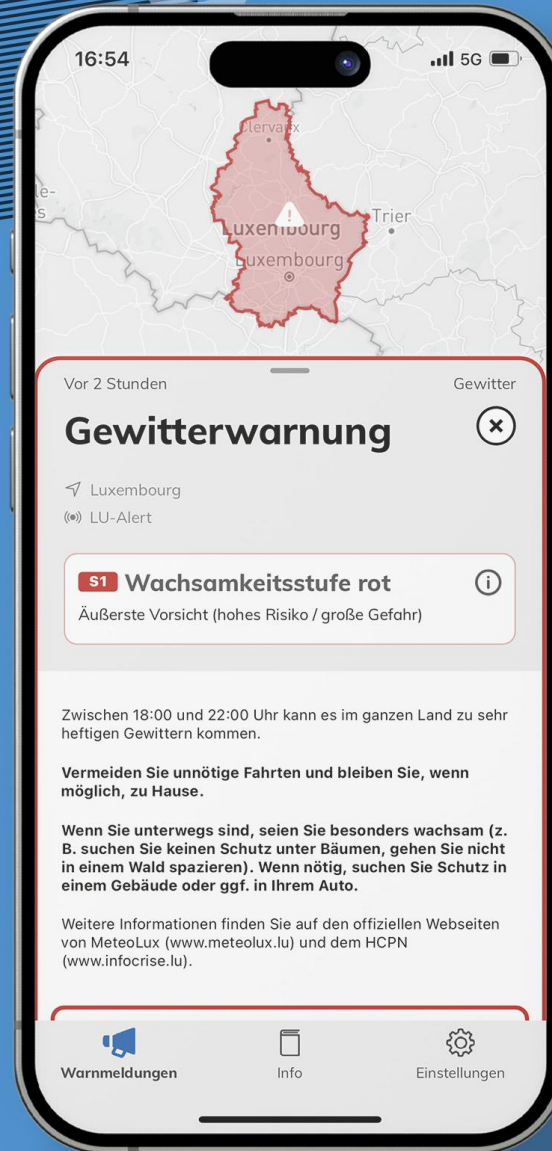 16:54
5G
Clervaux
Trier
Luxembourg
Luxembourg
Vor 2 Stunden
Gewitter
Gewitterwarnung
Luxembourg
LU-Alert
S1 Wachsamkeitsstufe rot
Äußerste Vorsicht (hohes Risiko / große Gefahr)
Zwischen 18:00 und 22:00 Uhr kann es im ganzen Land zu sehr
heftigen Gewittern kommen.
Vermeiden Sie unnötige Fahrten und bleiben Sie, wenn
möglich, zu Hause.
Wenn Sie unterwegs sind, seien Sie besonders wachsam (z.
B. suchen Sie keinen Schutz unter Bäumen, gehen Sie nicht
in einem Wald spazieren). Wenn nötig, suchen Sie Schutz in
einem Gebäude oder ggf. in Ihrem Auto.
Weitere Informationen finden Sie auf den offiziellen Webseiten
von MeteoLux (www.meteolux.lu) und dem HCPN
(www.infocrise.lu).
Warnmeldungen
Info
Einstellungen